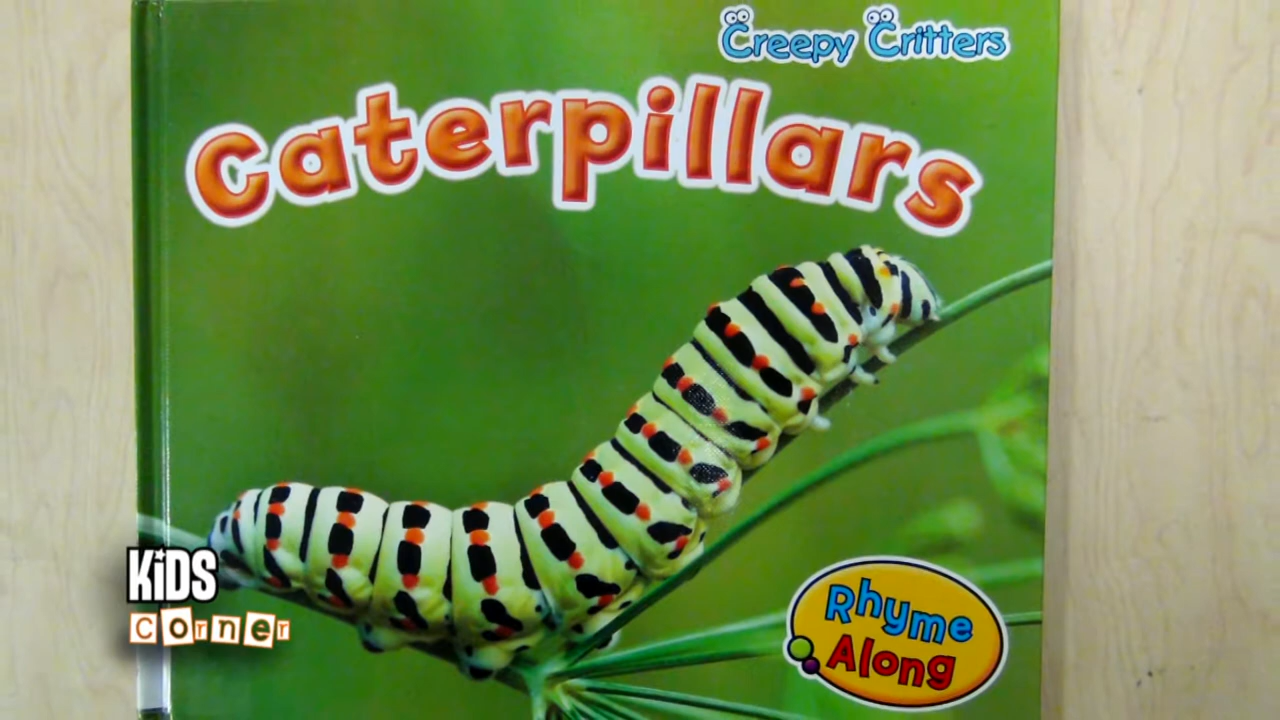 Creepy Critters
Caterpillars
KiDS
corner
Rhyme
Along